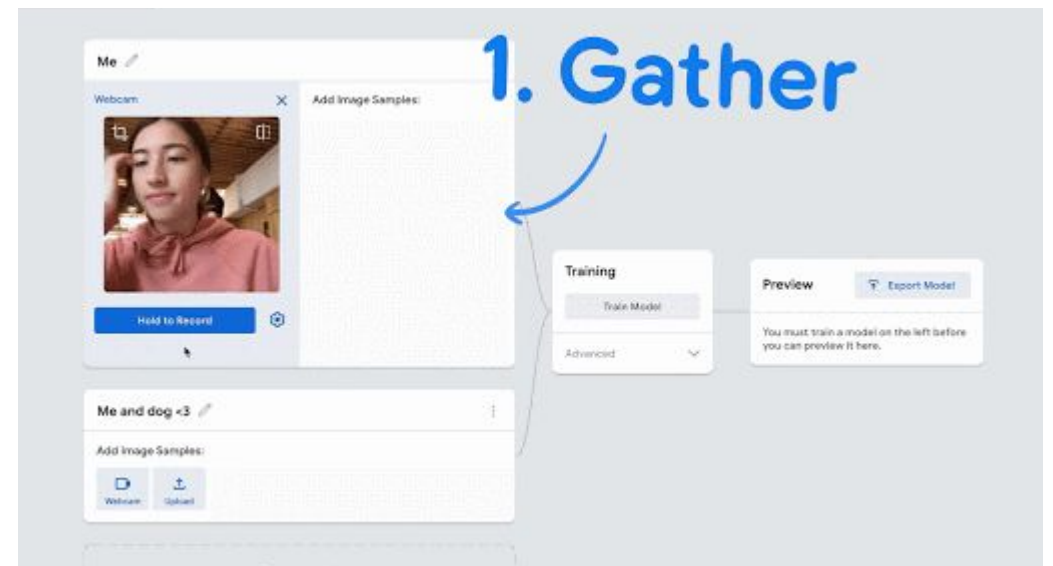 1. Gather
Me
Webcam
Add Image Samples:
Hold to Record
Training
Train Model
Advanced
Preview
Export Model
You must train a model on the left before
you can preview it here.
Me and dog <3
Add Image Samples:
Webcam
Upload